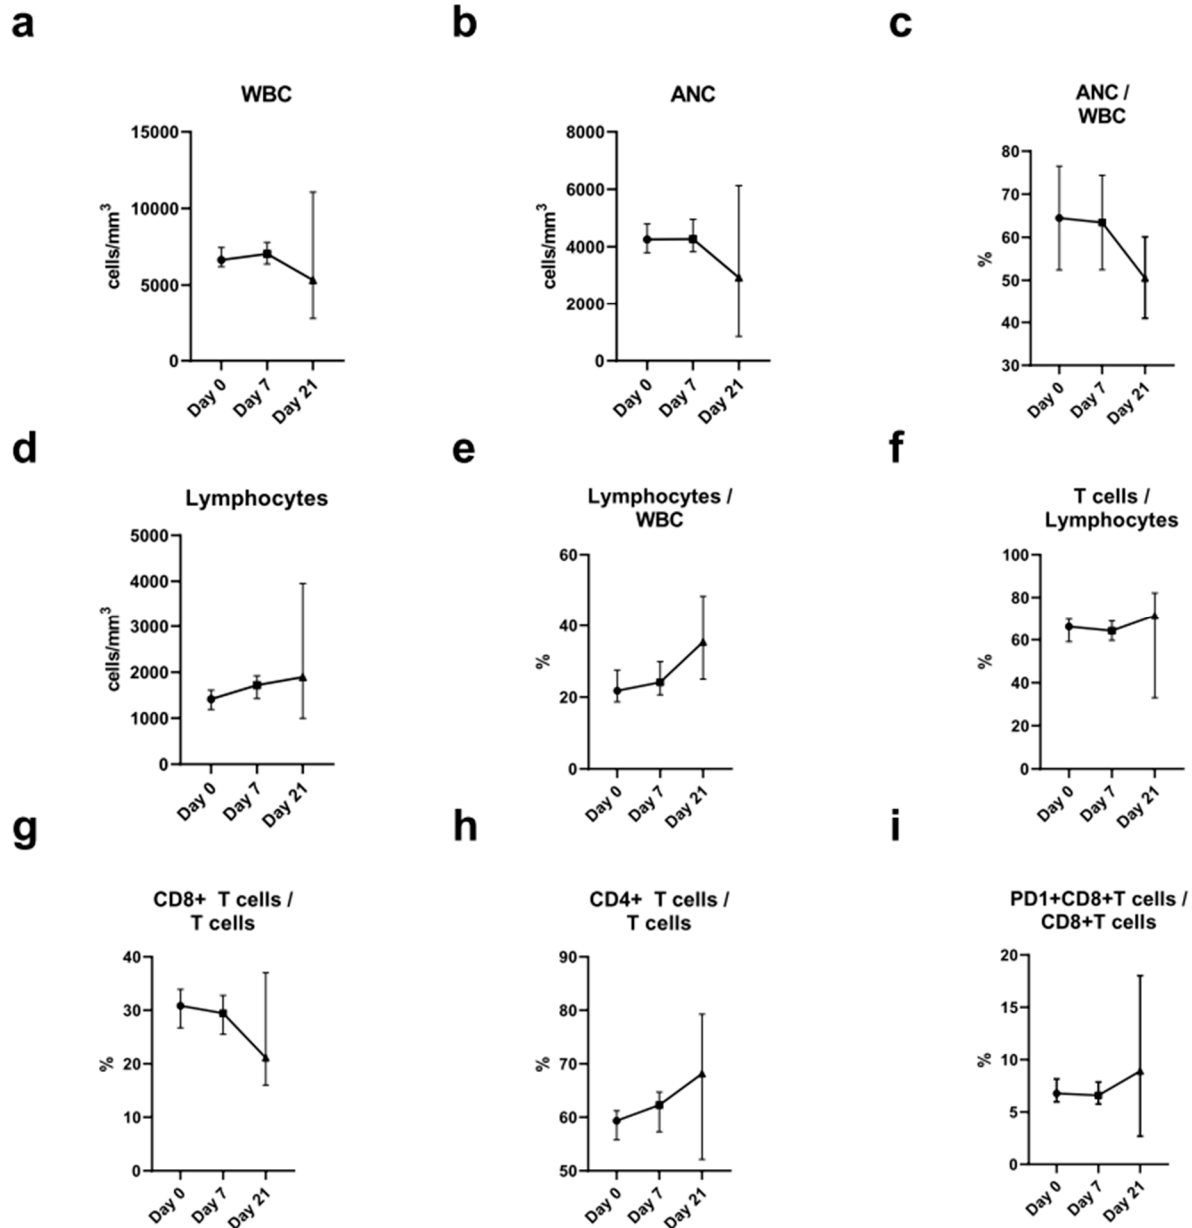 a
b
c
WBC
ANC
ANC /
WBC
15000
10000
5000
0
cells/mm³
Day 0
Day 7
Day 21
8000
6000
4000
2000
0
cells/mm³
Day 0
Day 7
Day 21
80
70
60
50
40
30
%
Day 0
Day 7
Day 21
d
e
f
Lymphocytes
Lymphocytes /
WBC
T cells /
Lymphocytes
5000
4000
3000
2000
1000
0
cells/mm³
Day 0
Day 7
Day 21
60
40
20
0
%
Day 0
Day 7
Day 21
100
80
60
40
20
0
%
Day 0
Day 7
Day 21
g
h
i
CD8+ T cells /
T cells
CD4+ T cells /
T cells
PD1+CD8+T cells /
CD8+T cells
40
30
20
10
0
%
Day 0
Day 7
Day 21
90
80
70
60
50
%
Day 0
Day 7
Day 21
20
15
10
5
0
%
Day 0
Day 7
Day 21